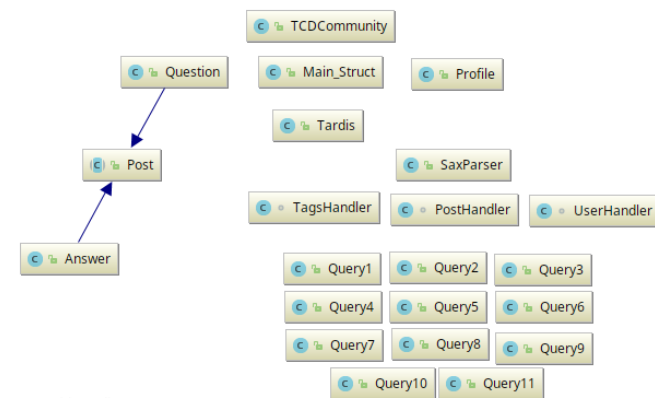 TCDCommunity
Question
Main_Struct
Profile
Tardis
Post
SaxParser
TagsHandler
PostHandler
UserHandler
Answer
Query1
Query2
Query3
Query4
Query5
Query6
Query7
Query8
Query9
Query10
Query11